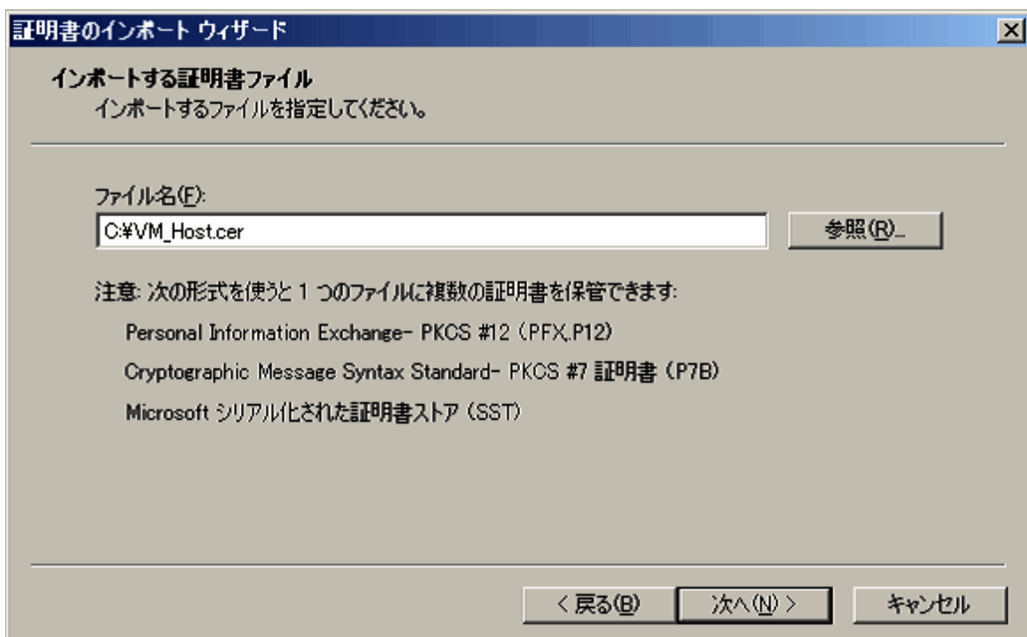 証明書のインポート ウィザード
インポートする証明書ファイル
インポートするファイルを指定してください。
ファイル名(F):
C:¥VM_Host.cer
参照(R)...
注意: 次の形式を使うと 1 つのファイルに複数の証明書を保管できます:
Personal Information Exchange- PKCS #12 (.PFX,.P12)
Cryptographic Message Syntax Standard- PKCS #7 証明書 (.P7B)
Microsoft シリアル化された証明書ストア (.SST)
< 戻る(B)
次へ(N) >
キャンセル